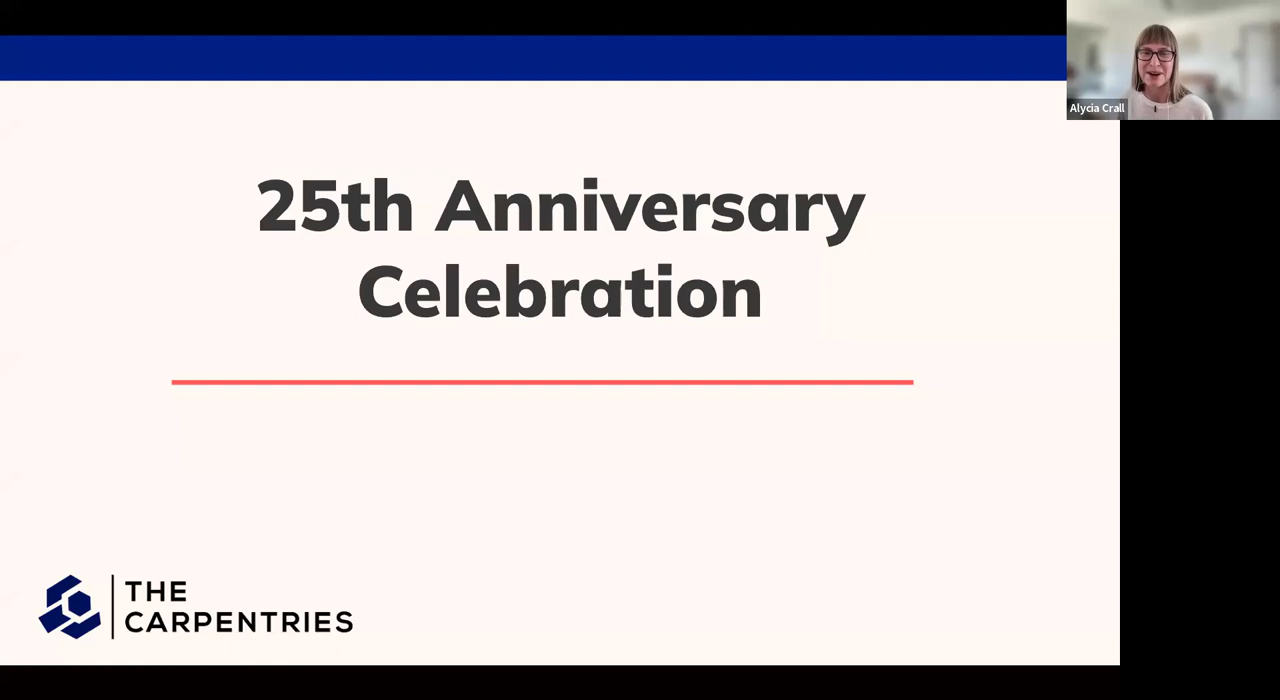 Alycia Crall
25th Anniversary
Celebration
THE
CARPENTRIES